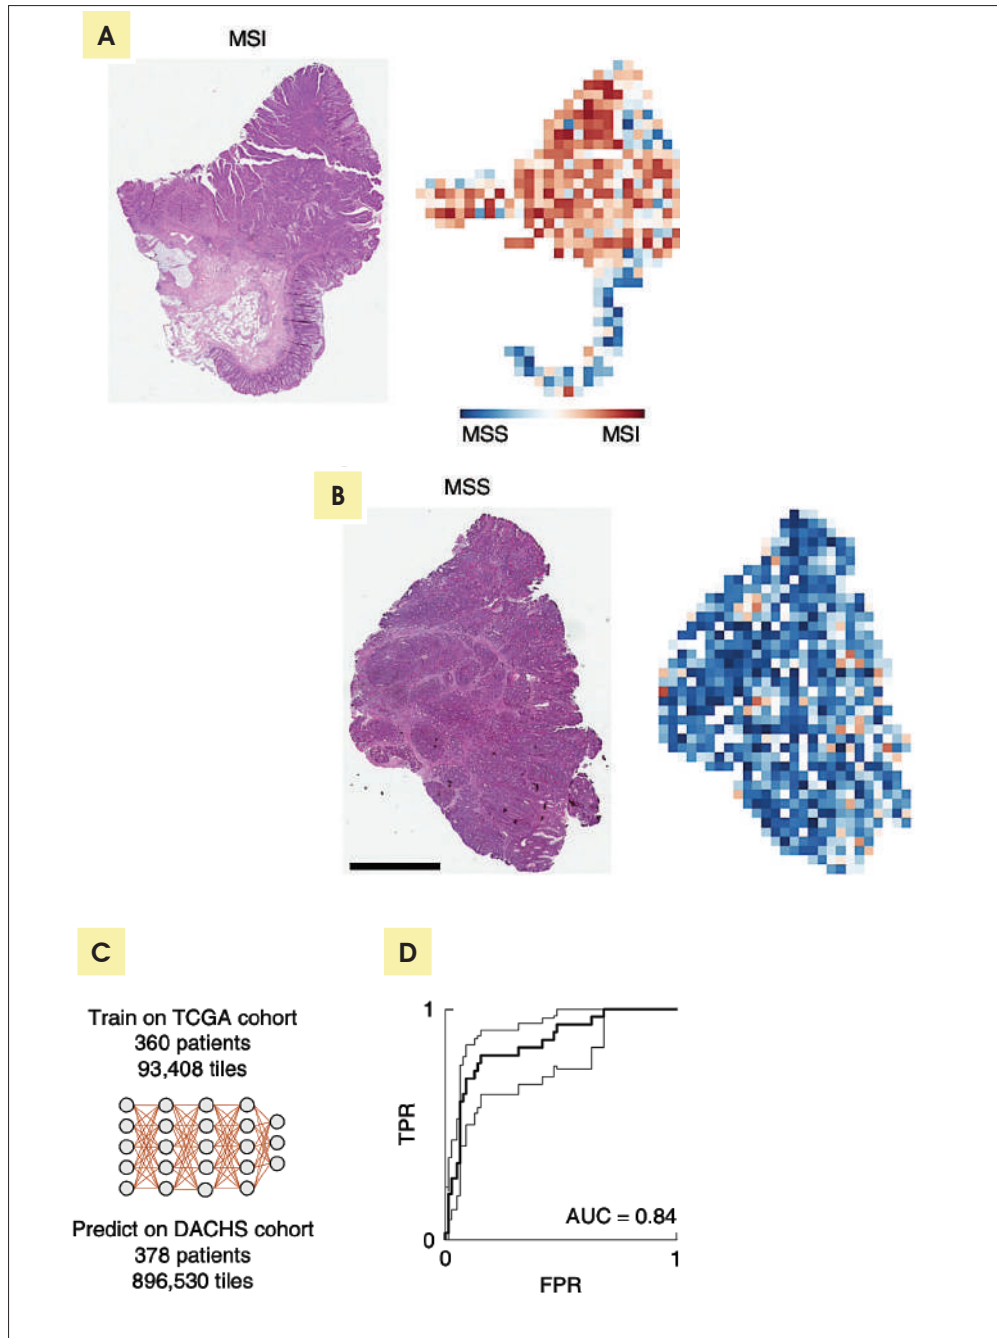 A
MSI
MSS MSI
B
MSS
C
Train on TCGA cohort
360 patients
93,408 tiles
Predict on DACHS cohort
378 patients
896,530 tiles
D
1
TPR
AUC = 0.84
0
0 1
FPR